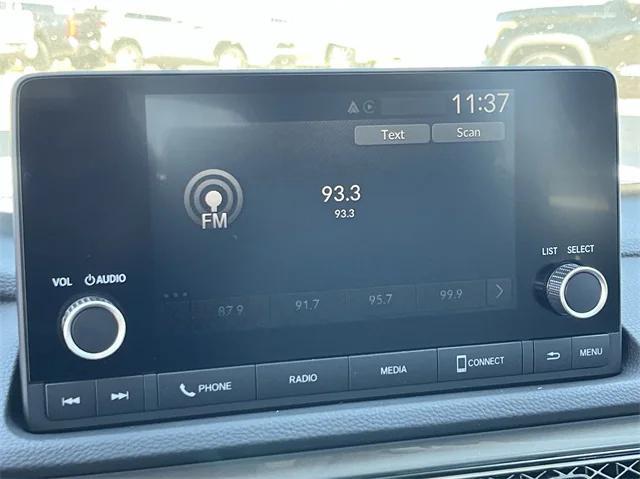 11:37
Text Scan
93.3
FM
93.3
LIST SELECT
VOL AUDIO
87.9 91.7 95.7 99.9
PHONE RADIO MEDIA CONNECT MENU